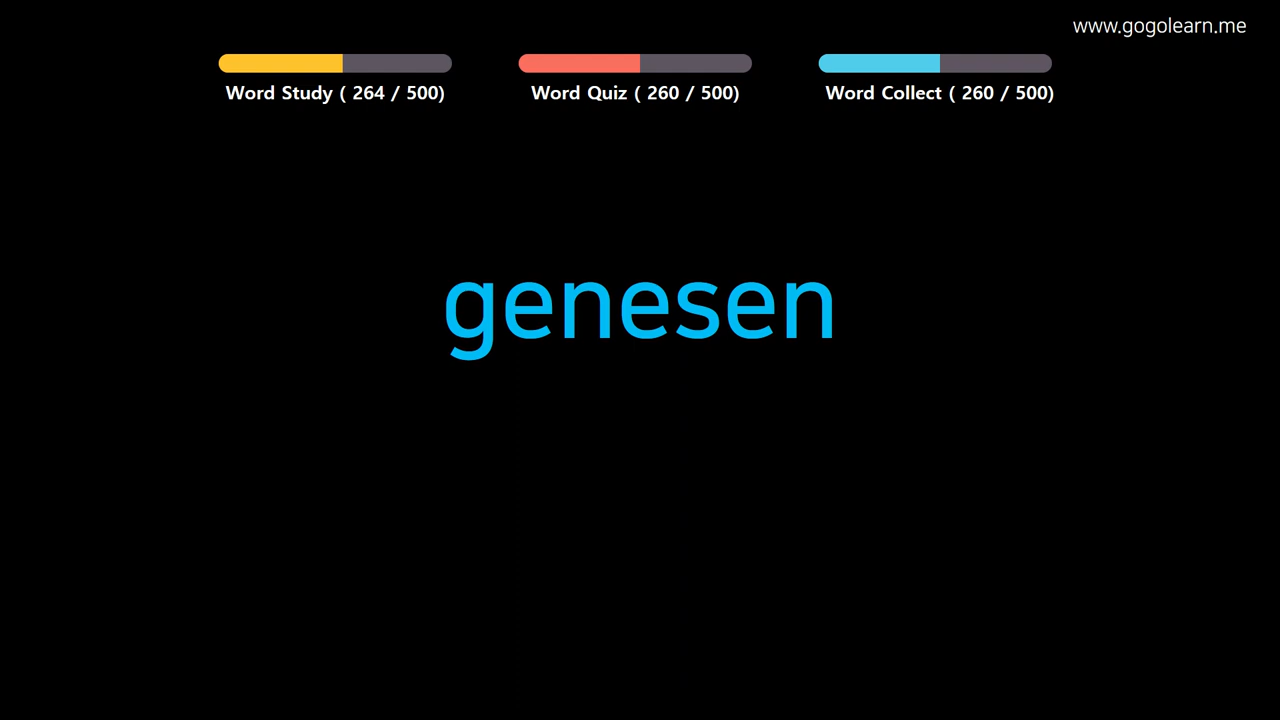 www.gogolearn.me
Word Study ( 264 / 500)
Word Quiz ( 260 / 500)
Word Collect ( 260 / 500)
genesen